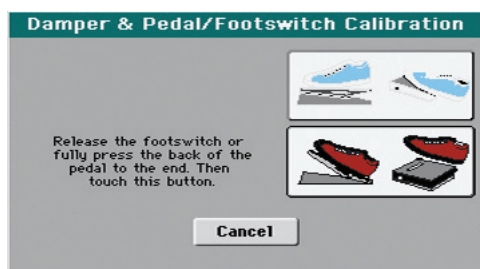 Damper & Pedal/Footswitch Calibration
Release the footswitch or
fully press the back of the
pedal to the end. Then
touch this button.
Cancel